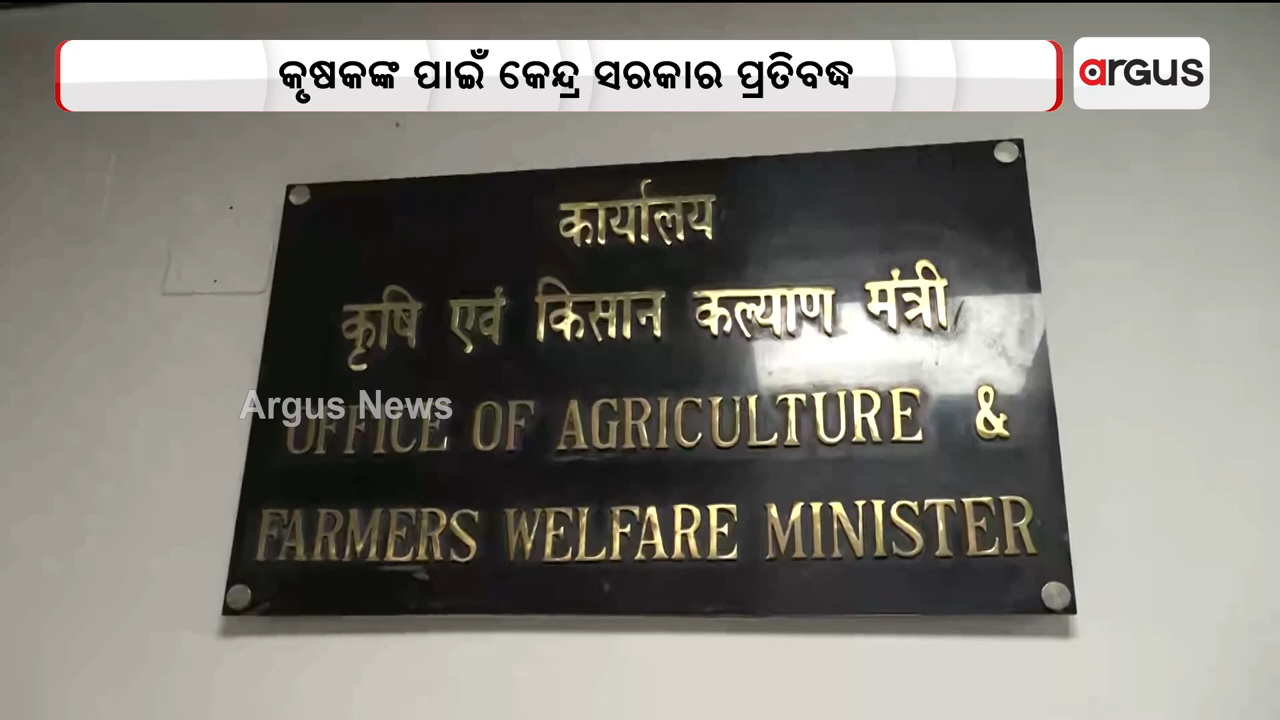 କୃଷକଙ୍କ ପାଇଁ କେନ୍ଦ୍ର ସରକାର ପ୍ରତିବଦ୍ଧ
argus
कार्यालय
कृषि एवं किसान कल्याण मंत्री
Argus News
OFFICE OF AGRICULTURE &
FARMERS WELFARE MINISTER